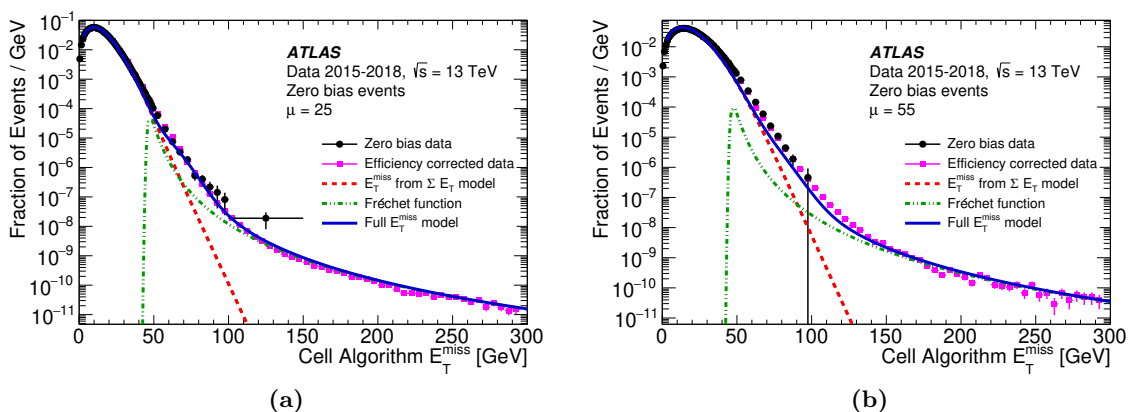 Fraction of Events / GeV
10⁻¹
10⁻²
10⁻³
10⁻⁴
10⁻⁵
10⁻⁶
10⁻⁷
10⁻⁸
10⁻⁹
10⁻¹⁰
10⁻¹¹
ATLAS
Data 2015-2018, √s = 13 TeV
Zero bias events
μ = 25
Zero bias data
Efficiency corrected data
E_T^miss from Σ E_T model
Fréchet function
Full E_T^miss model
0 50 100 150 200 250 300
Cell Algorithm E_T^miss [GeV]
(a)
Fraction of Events / GeV
10⁻¹
10⁻²
10⁻³
10⁻⁴
10⁻⁵
10⁻⁶
10⁻⁷
10⁻⁸
10⁻⁹
10⁻¹⁰
10⁻¹¹
ATLAS
Data 2015-2018, √s = 13 TeV
Zero bias events
μ = 55
Zero bias data
Efficiency corrected data
E_T^miss from Σ E_T model
Fréchet function
Full E_T^miss model
0 50 100 150 200 250 300
Cell Algorithm E_T^miss [GeV]
(b)